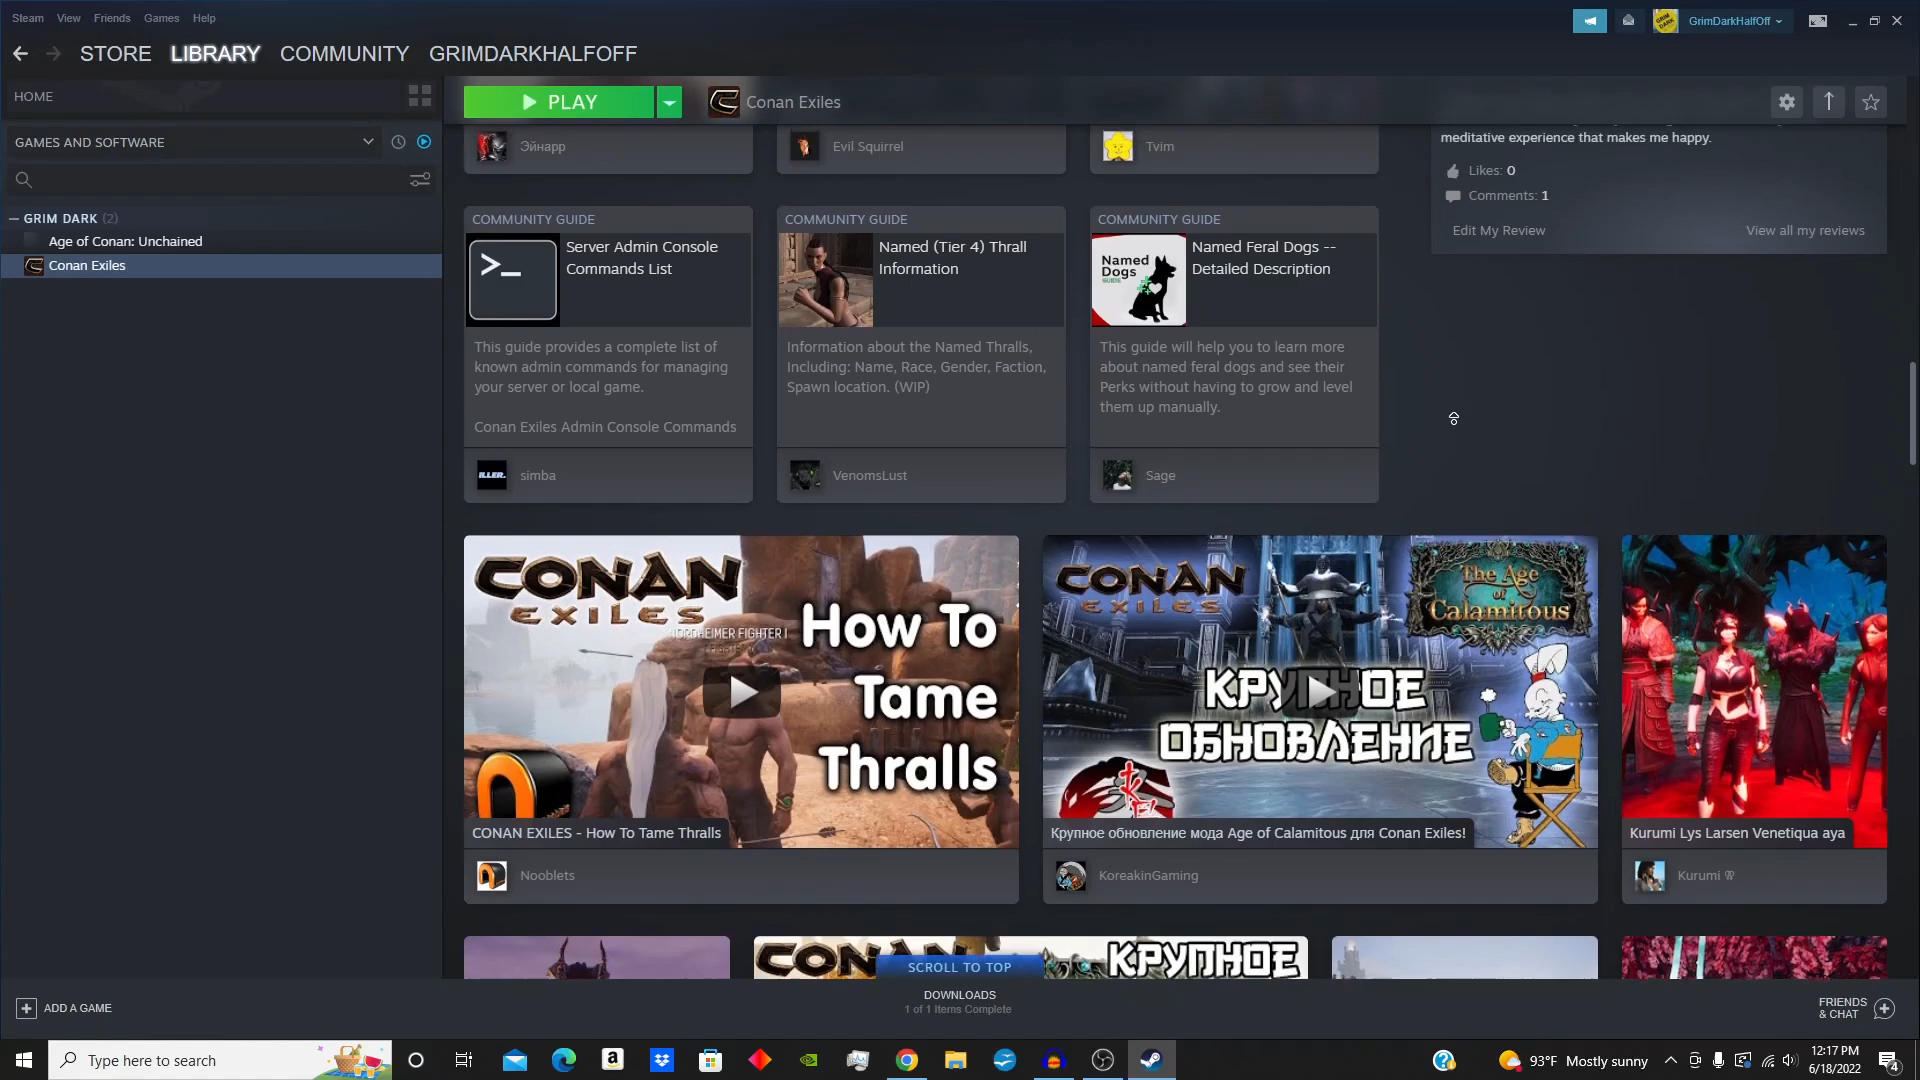 Steam View Friends Games Help
GrimDarkHalfOff
STORE LIBRARY COMMUNITY GRIMDARKHALFOFF
HOME
PLAY
Conan Exiles
GAMES AND SOFTWARE
GRIM DARK (2)
Age of Conan: Unchained
Conan Exiles
Эйнарр
Evil Squirrel
Tvim
meditative experience that makes me happy.
Likes: 0
Comments: 1
Edit My Review
View all my reviews
COMMUNITY GUIDE
Server Admin Console
Commands List
This guide provides a complete list of
known admin commands for managing
your server or local game.
Conan Exiles Admin Console Commands
ILLER.
simba
COMMUNITY GUIDE
Named (Tier 4) Thrall
Information
Information about the Named Thralls,
Including: Name, Race, Gender, Faction,
Spawn location. (WIP)
VenomsLust
COMMUNITY GUIDE
Named
Dogs
GUIDE
Named Feral Dogs --
Detailed Description
This guide will help you to learn more
about named feral dogs and see their
Perks without having to grow and level
them up manually.
Sage
CONAN
EXILES
NORDHEIMER FIGHTER I
How To
Tame
Thralls
CONAN EXILES - How To Tame Thralls
Nooblets
CONAN
EXILES
The Age
of
Calamitous
КРУПНОЕ
ОБНОВЛЕНИЕ
Крупное обновление мода Age of Calamitous для Conan Exiles!
KoreakinGaming
Kurumi Lys Larsen Venetiqua aya
Kurumi
CONAN
КРУПНОЕ
SCROLL TO TOP
ADD A GAME
DOWNLOADS
1 of 1 Items Complete
FRIENDS
& CHAT
Type here to search
93°F Mostly sunny
12:17 PM
6/18/2022
4